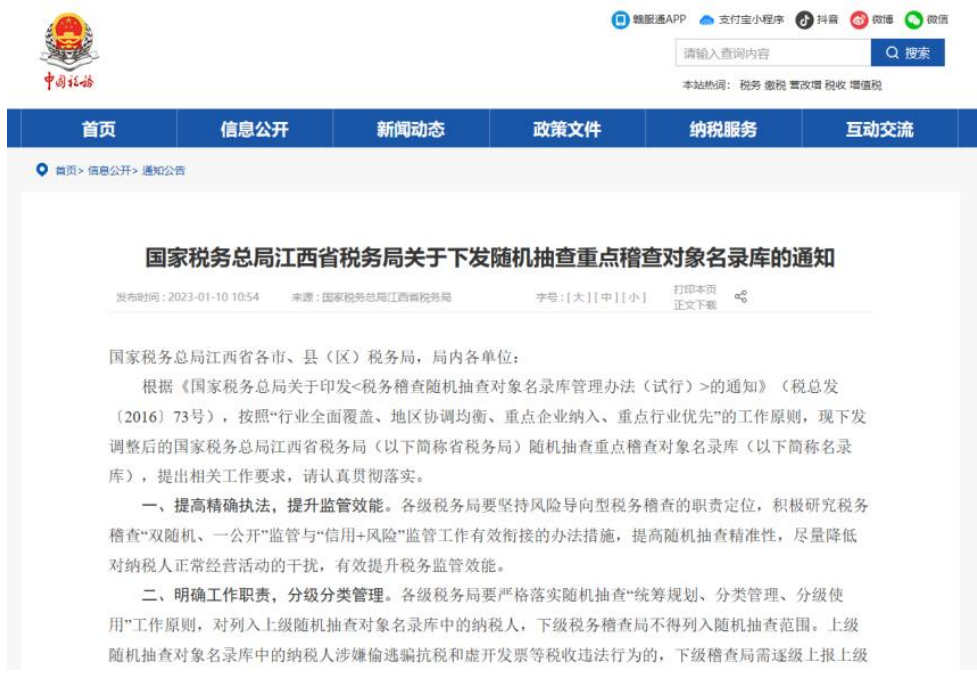 赣服通APP 支付宝小程序 抖音 微博 微信
中国税务
请输入查询内容 搜索
本站热词： 税务 缴税 营改增 税收 增值税
首页 信息公开 新闻动态 政策文件 纳税服务 互动交流
首页> 信息公开> 通知公告
国家税务总局江西省税务局关于下发随机抽查重点稽查对象名录库的通知
发布时间 : 2023-01-10 10:54 来源 : 国家税务总局江西省税务局 字号 : [ 大 ] [ 中 ] [ 小 ] 打印本页
正文下载
国家税务总局江西省各市、县（区）税务局，局内各单位：
根据《国家税务总局关于印发<税务稽查随机抽查对象名录库管理办法（试行）>的通知》（税总发
〔2016〕73号），按照“行业全面覆盖、地区协调均衡、重点企业纳入、重点行业优先”的工作原则，现下发
调整后的国家税务总局江西省税务局（以下简称省税务局）随机抽查重点稽查对象名录库（以下简称名录
库），提出相关工作要求，请认真贯彻落实。
一、提高精确执法，提升监管效能。各级税务局要坚持风险导向型税务稽查的职责定位，积极研究税务
稽查“双随机、一公开”监管与“信用+风险”监管工作有效衔接的办法措施，提高随机抽查精准性，尽量降低
对纳税人正常经营活动的干扰，有效提升税务监管效能。
二、明确工作职责，分级分类管理。各级税务局要严格落实随机抽查“统筹规划、分类管理、分级使
用”工作原则，对列入上级随机抽查对象名录库中的纳税人，下级税务稽查局不得列入随机抽查范围。上级
随机抽查对象名录库中的纳税人涉嫌偷逃骗抗税和虚开发票等税收违法行为的，下级稽查局需逐级上报上级